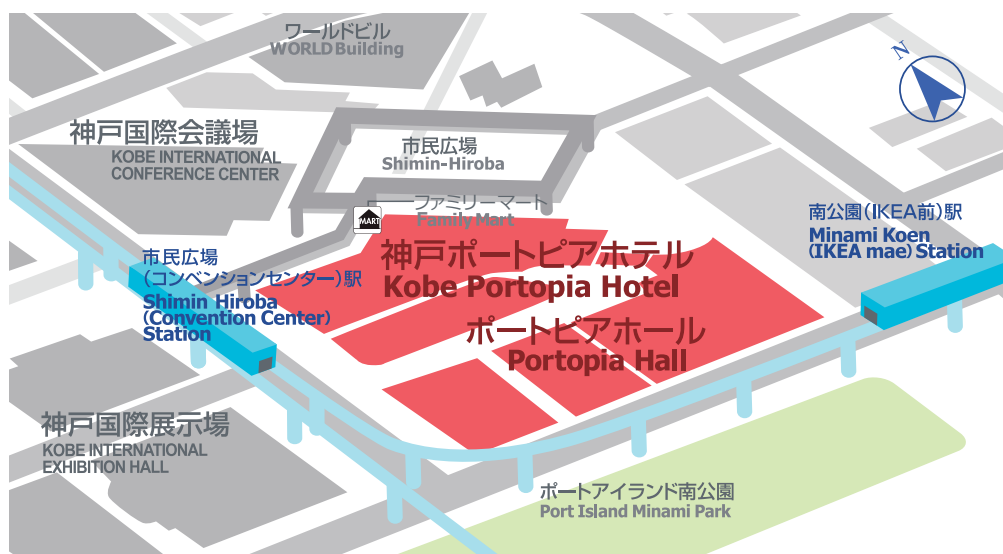 ワールドビル
WORLD Building
N
神戸国際会議場
KOBE INTERNATIONAL
CONFERENCE CENTER
市民広場
Shimin-Hiroba
ファミリーマート
Family Mart
MART
南公園(IKEA前)駅
Minami Koen
(IKEA mae) Station
市民広場
(コンベンションセンター)駅
Shimin Hiroba
(Convention Center)
Station
神戸ポートピアホテル
Kobe Portopia Hotel
ポートピアホール
Portopia Hall
神戸国際展示場
KOBE INTERNATIONAL
EXHIBITION HALL
ポートアイランド南公園
Port Island Minami Park